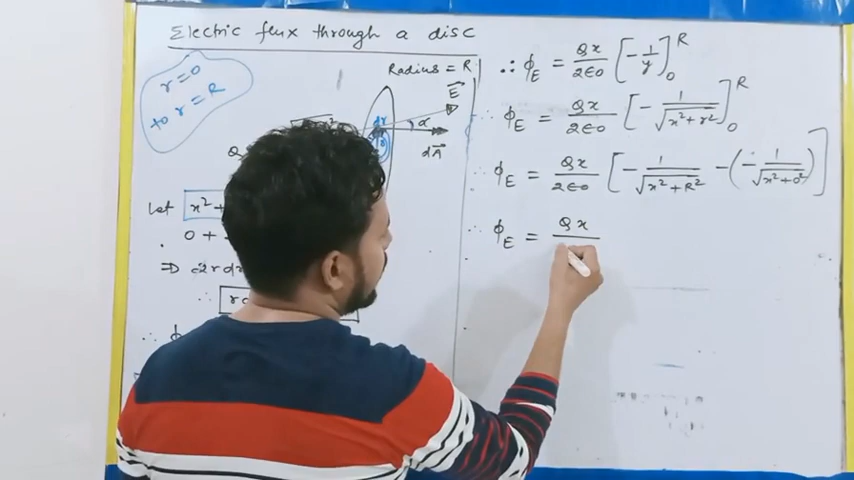 Electric flux through a disc
r=0
to r=R
Radius = R
E⃗
dr
α
r
dA⃗
Let x²+
0 +
⇒ 2rdr
∴
∴ ϕ_E = Qx/2ε0 [-1/y]₀^R
∴ ϕ_E = Qx/2ε0 [-1/√(x²+r²)]₀^R
∴ ϕ_E = Qx/2ε0 [-1/√(x²+R²) - (-1/√(x²+0²))]
∴ ϕ_E = Qx